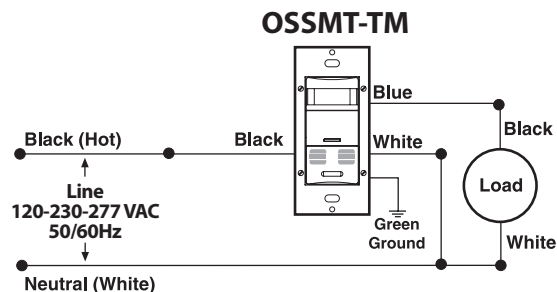 OSSMT-TM
Blue
Black
Black (Hot)
Black
White
Line
120-230-277 VAC
50/60Hz
Load
Green
Ground
White
Neutral (White)